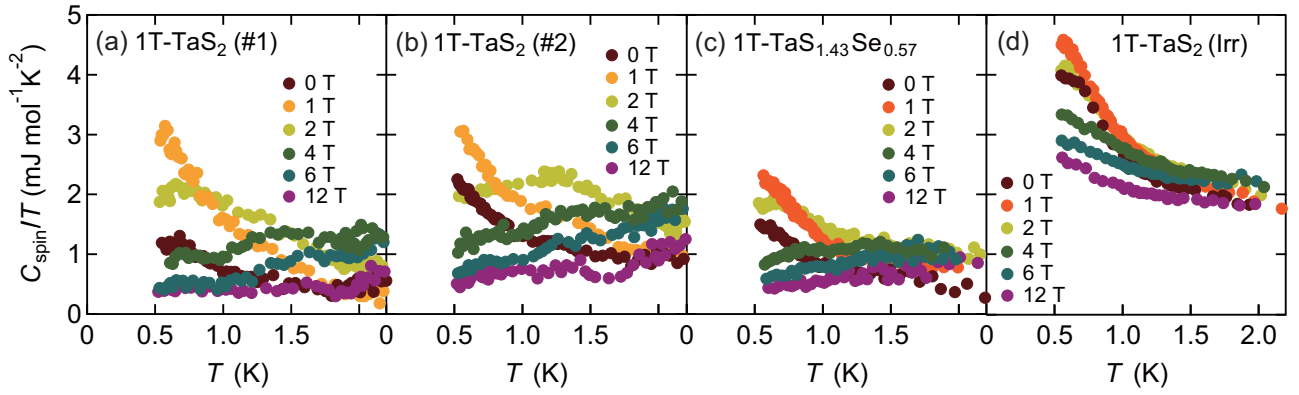 (a) 1T-TaS₂ (#1)
0 T
1 T
2 T
4 T
6 T
12 T
(b) 1T-TaS₂ (#2)
0 T
1 T
2 T
4 T
6 T
12 T
(c) 1T-TaS₁.₄₃Se₀.₅₇
0 T
1 T
2 T
4 T
6 T
12 T
(d) 1T-TaS₂ (Irr)
0 T
1 T
2 T
4 T
6 T
12 T
5
4
3
2
1
0
C_spin/T (mJ mol⁻¹K⁻²)
0 0.5 1.0 1.5 0 0.5 1.0 1.5 0 0.5 1.0 1.5 0 0.5 1.0 1.5 2.0
T (K) T (K) T (K) T (K)